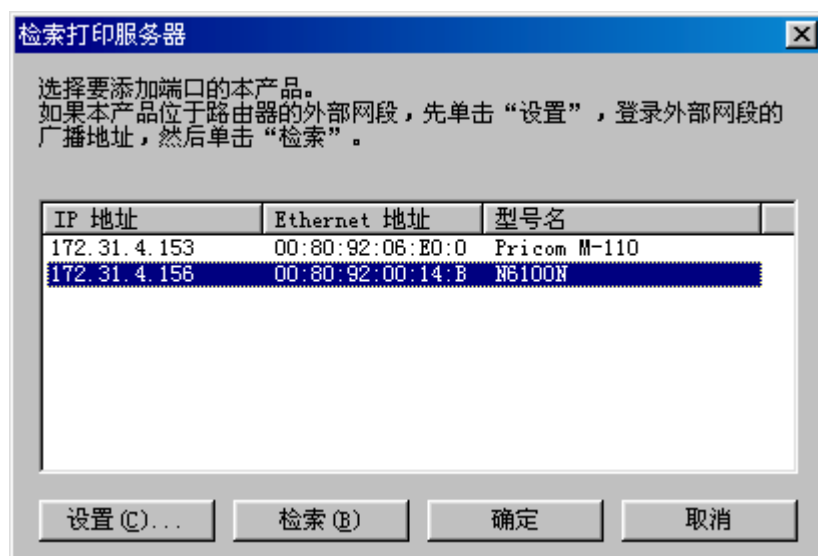 检索打印服务器
选择要添加端口的本产品。
如果本产品位于路由器的外部网段，先单击“设置”，登录外部网段的
广播地址，然后单击“检索”。
IP 地址 Ethernet 地址 型号名
172.31.4.153 00:80:92:06:E0:0 Pricom M-110
172.31.4.156 00:80:92:00:14:B N6100N
设置(C)... 检索(B) 确定 取消